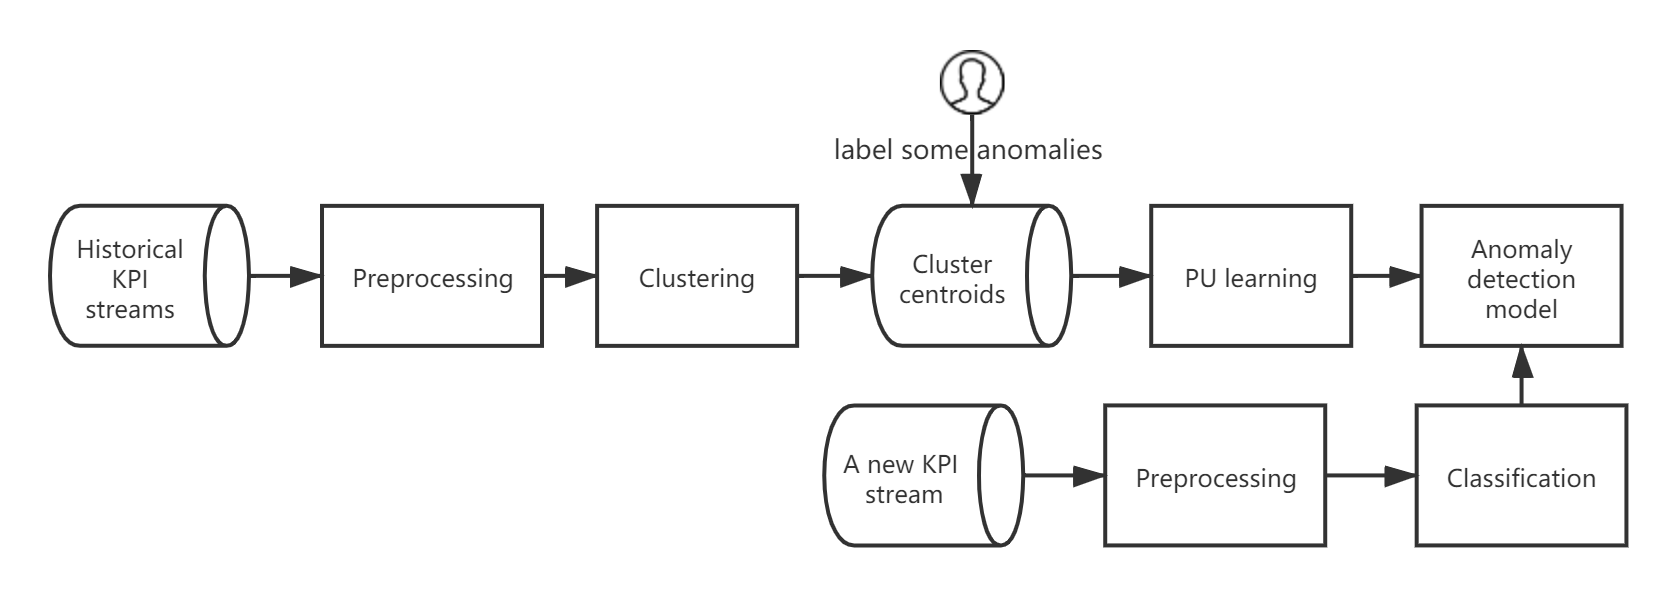 label some anomalies
Historical
KPI
streams
Preprocessing
Clustering
Cluster
centroids
PU learning
Anomaly
detection
model
A new KPI
stream
Preprocessing
Classification